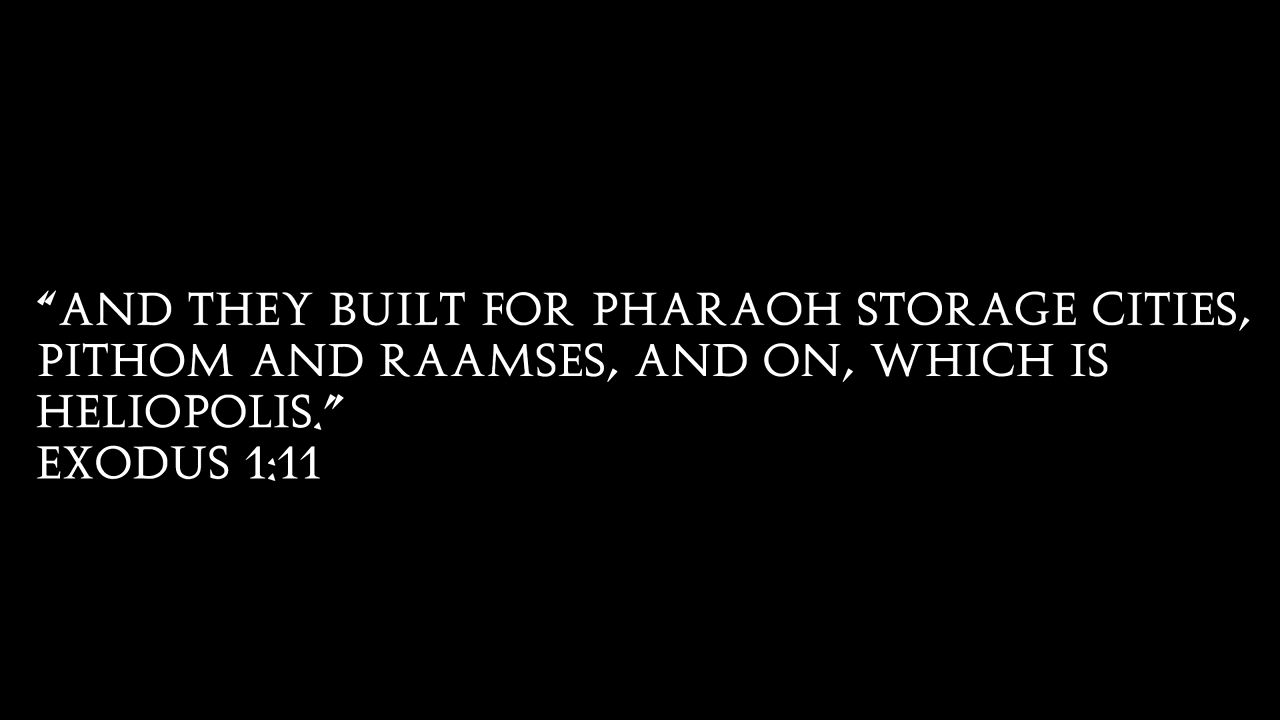 “AND THEY BUILT FOR PHARAOH STORAGE CITIES,
PITHOM AND RAAMSES, AND ON, WHICH IS
HELIOPOLIS.”
EXODUS 1:11